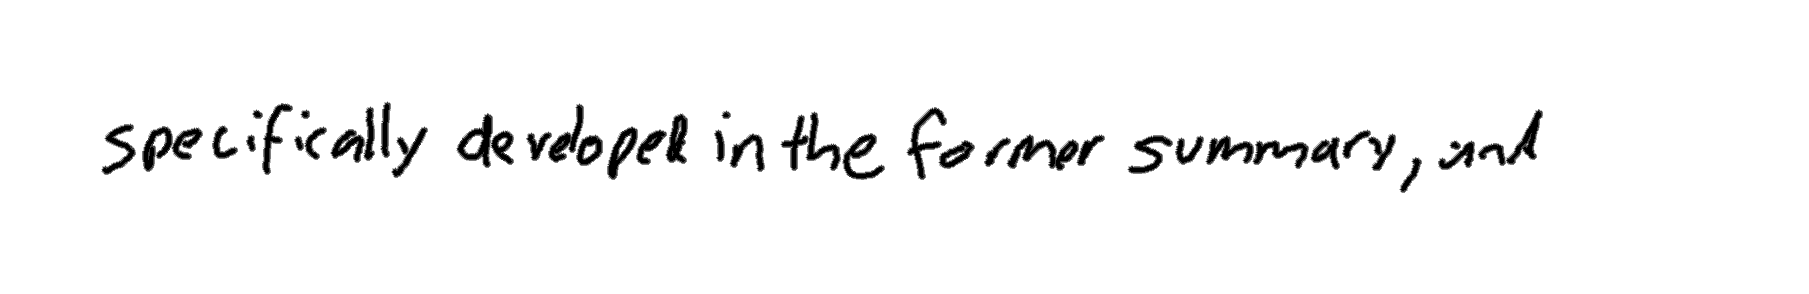 specifically developed in the former summary, and